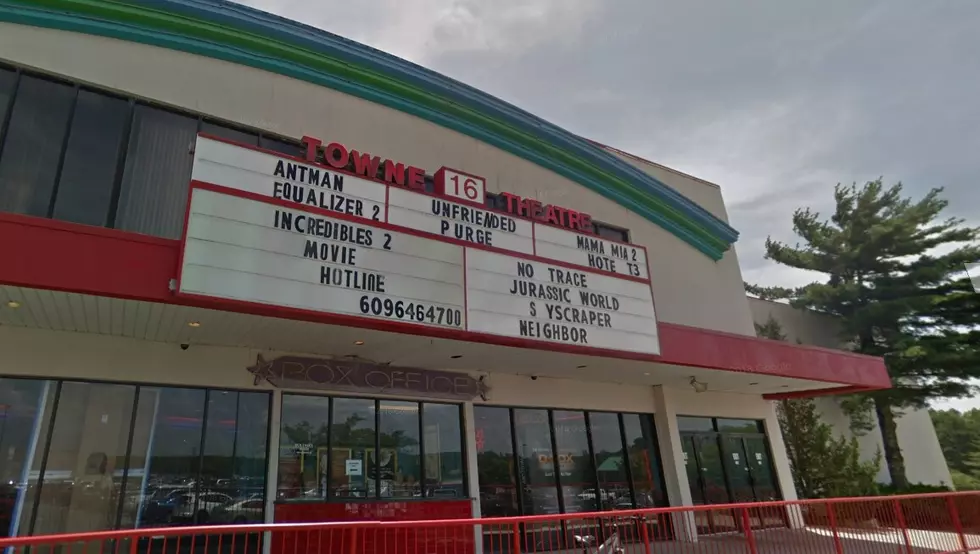 TOWNE 16 THEATRE
ANTMAN
EQUALIZER 2
UNFRIENDED
PURGE
MAMA MIA 2
HOTE T3
INCREDIBLES 2
MOVIE
HOTLINE
6096464700
NO TRACE
JURASSIC WORLD
S YSCRAPER
NEIGHBOR
BOX OFFICE